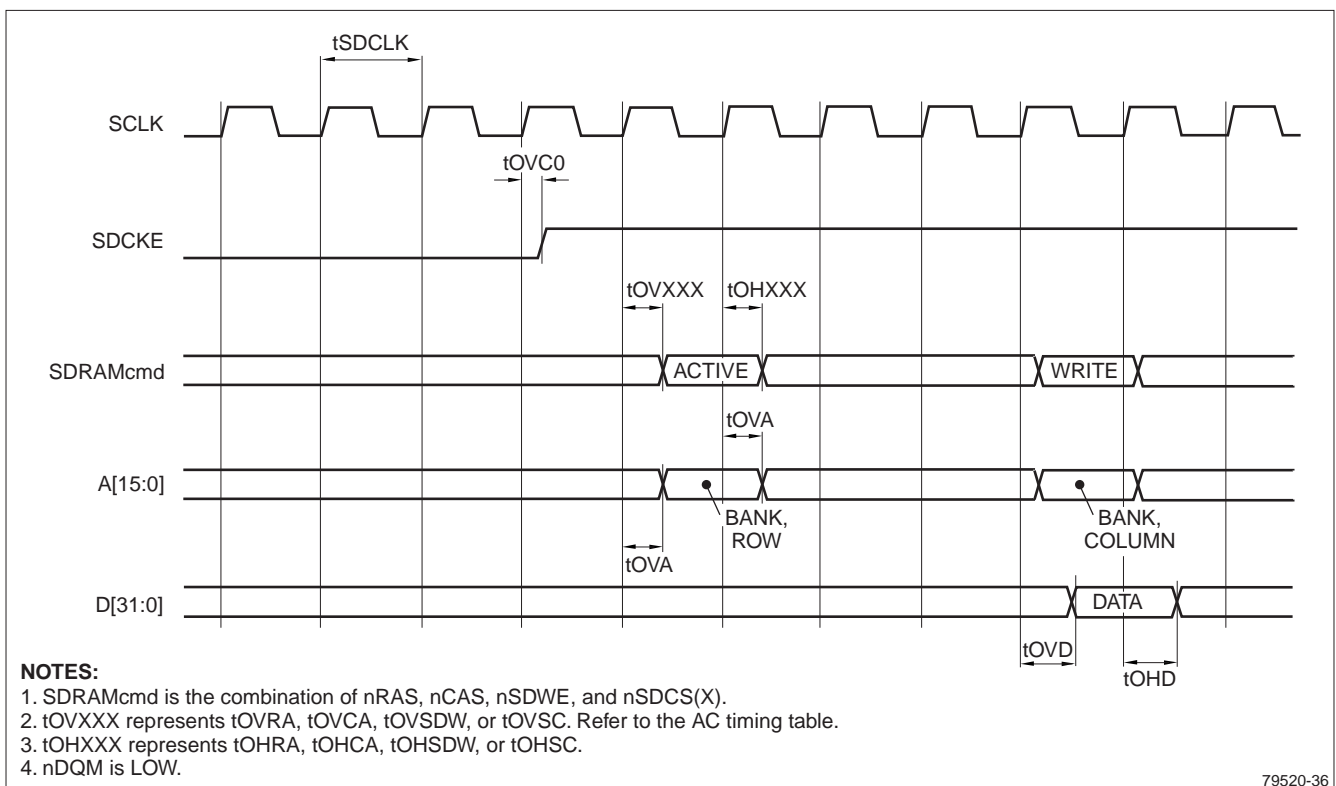 tSDCLK
SCLK
tOVC0
SDCKE
tOVXXX tOHXXX
SDRAMcmd
ACTIVE
WRITE
tOVA
A[15:0]
BANK,
ROW
BANK,
COLUMN
tOVA
D[31:0]
DATA
tOVD
tOHD
NOTES:
1. SDRAMcmd is the combination of nRAS, nCAS, nSDWE, and nSDCS(X).
2. tOVXXX represents tOVRA, tOVCA, tOVSDW, or tOVSC. Refer to the AC timing table.
3. tOHXXX represents tOHRA, tOHCA, tOHSDW, or tOHSC.
4. nDQM is LOW.
79520-36